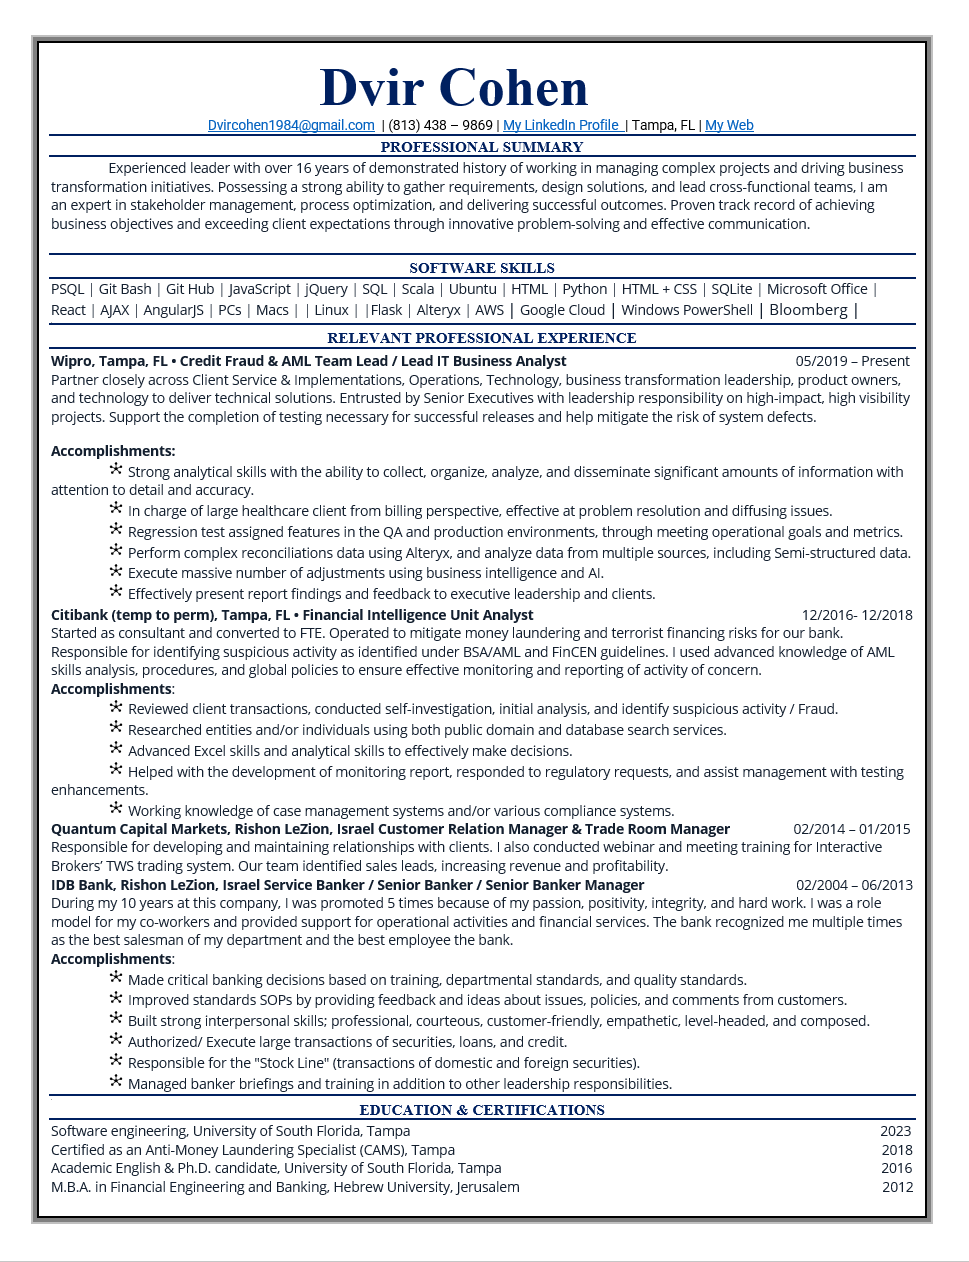 Dvir Cohen
Dvircohen1984@gmail.com | (813) 438 – 9869 | My LinkedIn Profile | Tampa, FL | My Web
PROFESSIONAL SUMMARY
Experienced leader with over 16 years of demonstrated history of working in managing complex projects and driving business
transformation initiatives. Possessing a strong ability to gather requirements, design solutions, and lead cross-functional teams, I am
an expert in stakeholder management, process optimization, and delivering successful outcomes. Proven track record of achieving
business objectives and exceeding client expectations through innovative problem-solving and effective communication.
SOFTWARE SKILLS
PSQL | Git Bash | Git Hub | JavaScript | jQuery | SQL | Scala | Ubuntu | HTML | Python | HTML + CSS | SQLite | Microsoft Office |
React | AJAX | AngularJS | PCs | Macs | | Linux | |Flask | Alteryx | AWS | Google Cloud | Windows PowerShell | Bloomberg |
RELEVANT PROFESSIONAL EXPERIENCE
Wipro, Tampa, FL • Credit Fraud & AML Team Lead / Lead IT Business Analyst 05/2019 – Present
Partner closely across Client Service & Implementations, Operations, Technology, business transformation leadership, product owners,
and technology to deliver technical solutions. Entrusted by Senior Executives with leadership responsibility on high-impact, high visibility
projects. Support the completion of testing necessary for successful releases and help mitigate the risk of system defects.
Accomplishments:
Strong analytical skills with the ability to collect, organize, analyze, and disseminate significant amounts of information with
attention to detail and accuracy.
In charge of large healthcare client from billing perspective, effective at problem resolution and diffusing issues.
Regression test assigned features in the QA and production environments, through meeting operational goals and metrics.
Perform complex reconciliations data using Alteryx, and analyze data from multiple sources, including Semi-structured data.
Execute massive number of adjustments using business intelligence and AI.
Effectively present report findings and feedback to executive leadership and clients.
Citibank (temp to perm), Tampa, FL • Financial Intelligence Unit Analyst 12/2016- 12/2018
Started as consultant and converted to FTE. Operated to mitigate money laundering and terrorist financing risks for our bank.
Responsible for identifying suspicious activity as identified under BSA/AML and FinCEN guidelines. I used advanced knowledge of AML
skills analysis, procedures, and global policies to ensure effective monitoring and reporting of activity of concern.
Accomplishments:
Reviewed client transactions, conducted self-investigation, initial analysis, and identify suspicious activity / Fraud.
Researched entities and/or individuals using both public domain and database search services.
Advanced Excel skills and analytical skills to effectively make decisions.
Helped with the development of monitoring report, responded to regulatory requests, and assist management with testing
enhancements.
Working knowledge of case management systems and/or various compliance systems.
Quantum Capital Markets, Rishon LeZion, Israel Customer Relation Manager & Trade Room Manager 02/2014 – 01/2015
Responsible for developing and maintaining relationships with clients. I also conducted webinar and meeting training for Interactive
Brokers’ TWS trading system. Our team identified sales leads, increasing revenue and profitability.
IDB Bank, Rishon LeZion, Israel Service Banker / Senior Banker / Senior Banker Manager 02/2004 – 06/2013
During my 10 years at this company, I was promoted 5 times because of my passion, positivity, integrity, and hard work. I was a role
model for my co-workers and provided support for operational activities and financial services. The bank recognized me multiple times
as the best salesman of my department and the best employee the bank.
Accomplishments:
Made critical banking decisions based on training, departmental standards, and quality standards.
Improved standards SOPs by providing feedback and ideas about issues, policies, and comments from customers.
Built strong interpersonal skills; professional, courteous, customer-friendly, empathetic, level-headed, and composed.
Authorized/ Execute large transactions of securities, loans, and credit.
Responsible for the "Stock Line" (transactions of domestic and foreign securities).
Managed banker briefings and training in addition to other leadership responsibilities.
EDUCATION & CERTIFICATIONS
Software engineering, University of South Florida, Tampa 2023
Certified as an Anti-Money Laundering Specialist (CAMS), Tampa 2018
Academic English & Ph.D. candidate, University of South Florida, Tampa 2016
M.B.A. in Financial Engineering and Banking, Hebrew University, Jerusalem 2012